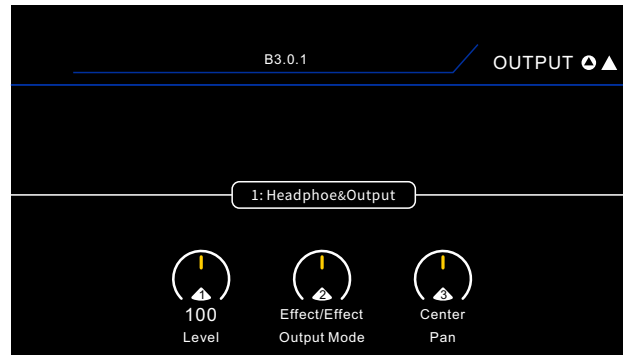 B3.0.1
OUTPUT
1: Headphoe&Output
1 2 3
100 Effect/Effect Center
Level Output Mode Pan